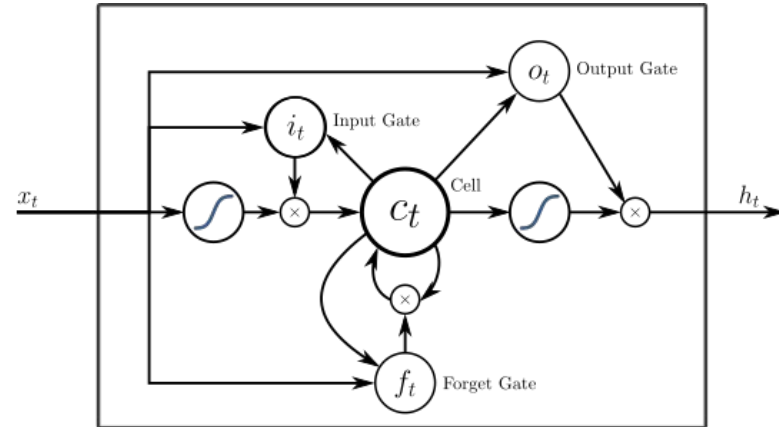 o_t Output Gate
i_t Input Gate
x_t
×
c_t Cell
×
h_t
×
f_t Forget Gate